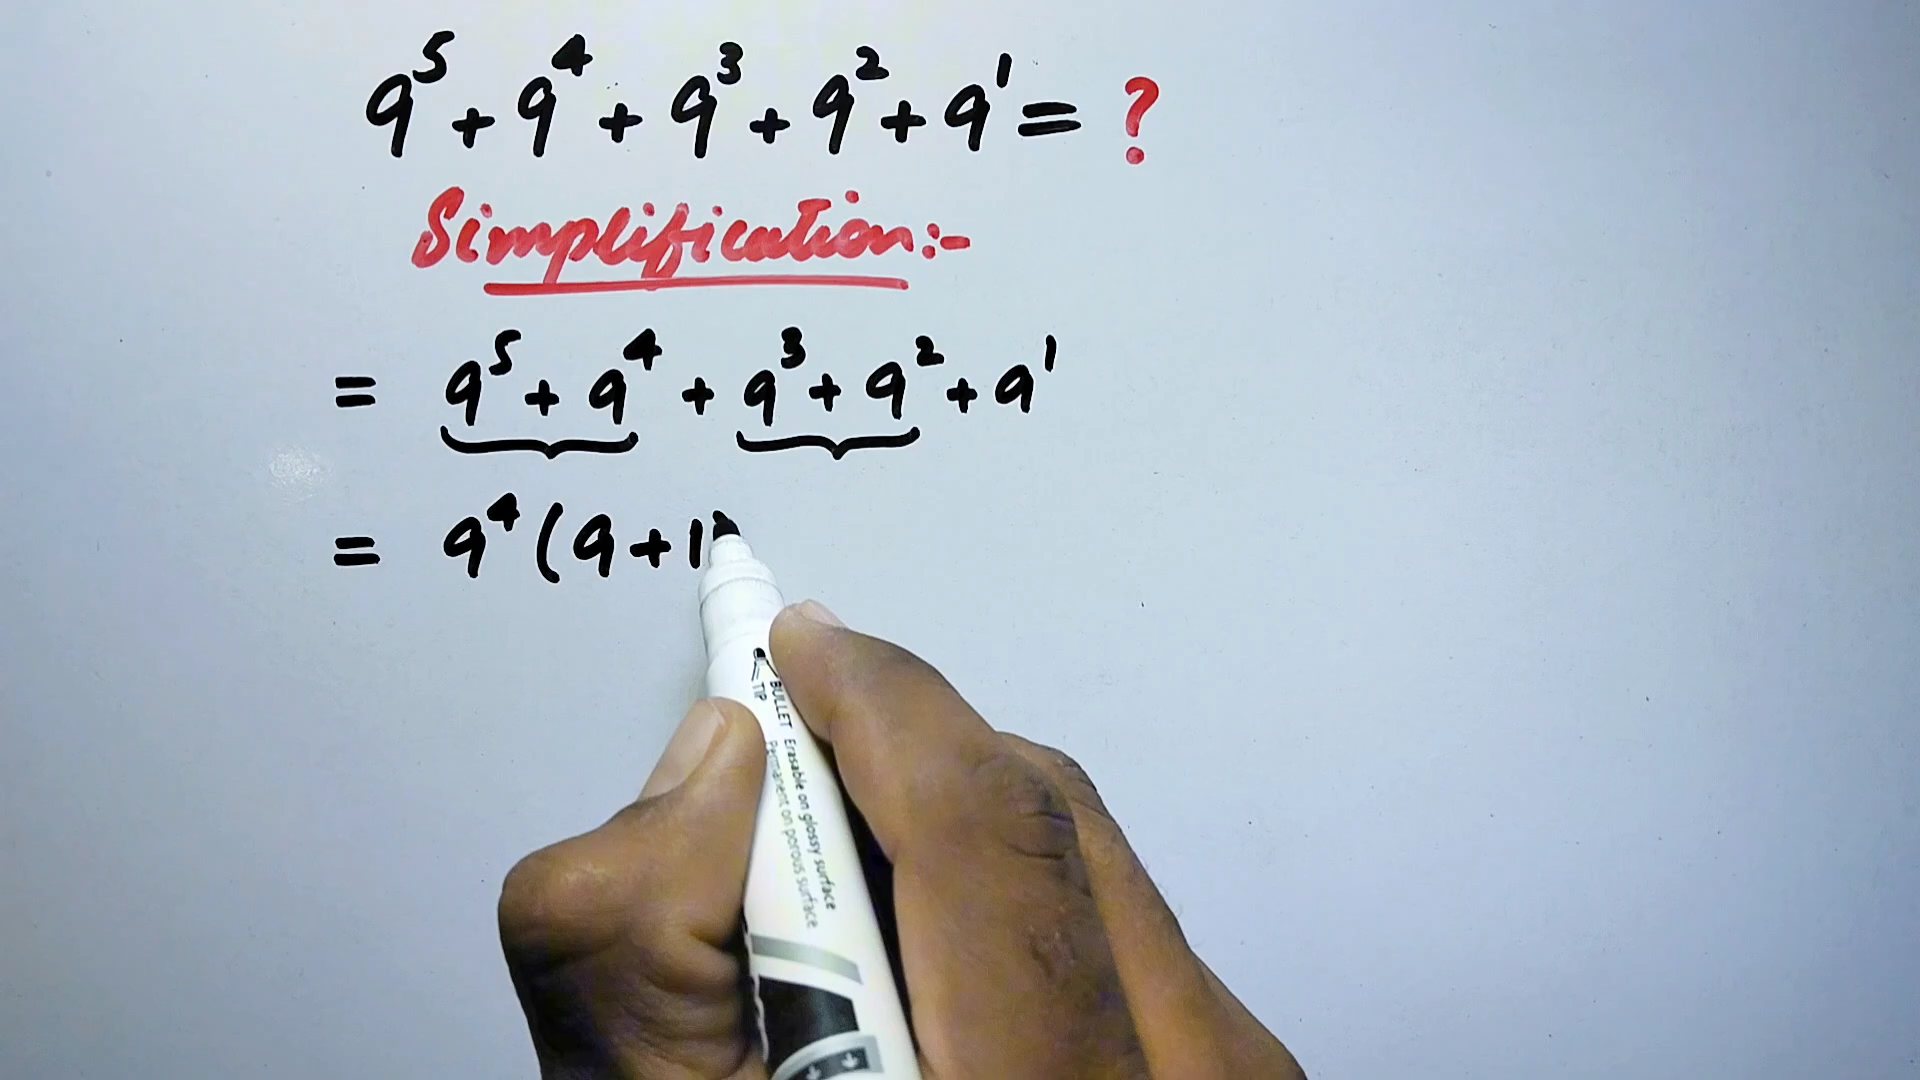 9⁵ + 9⁴ + 9³ + 9² + 9¹ = ?
Simplification:-
= 9⁵ + 9⁴ + 9³ + 9² + 9¹
= 9⁴ (9 + 1
BULLET TIP
Erasable on glossy surface
Permanent on porous surface